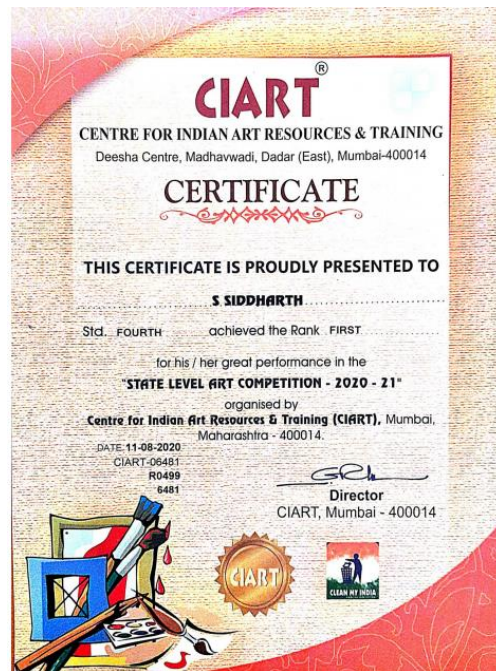 CIART®
CENTRE FOR INDIAN ART RESOURCES & TRAINING
Deesha Centre, Madhavwadi, Dadar (East), Mumbai-400014
CERTIFICATE
THIS CERTIFICATE IS PROUDLY PRESENTED TO
S SIDDHARTH
Std. FOURTH achieved the Rank FIRST
for his / her great performance in the
"STATE LEVEL ART COMPETITION - 2020 - 21"
organised by
Centre for Indian Art Resources & Training (CIART), Mumbai,
Maharashtra - 400014.
DATE 11-08-2020
CIART-06481
R0499
6481
Director
CIART, Mumbai - 400014
CIART
CLEAN MY INDIA